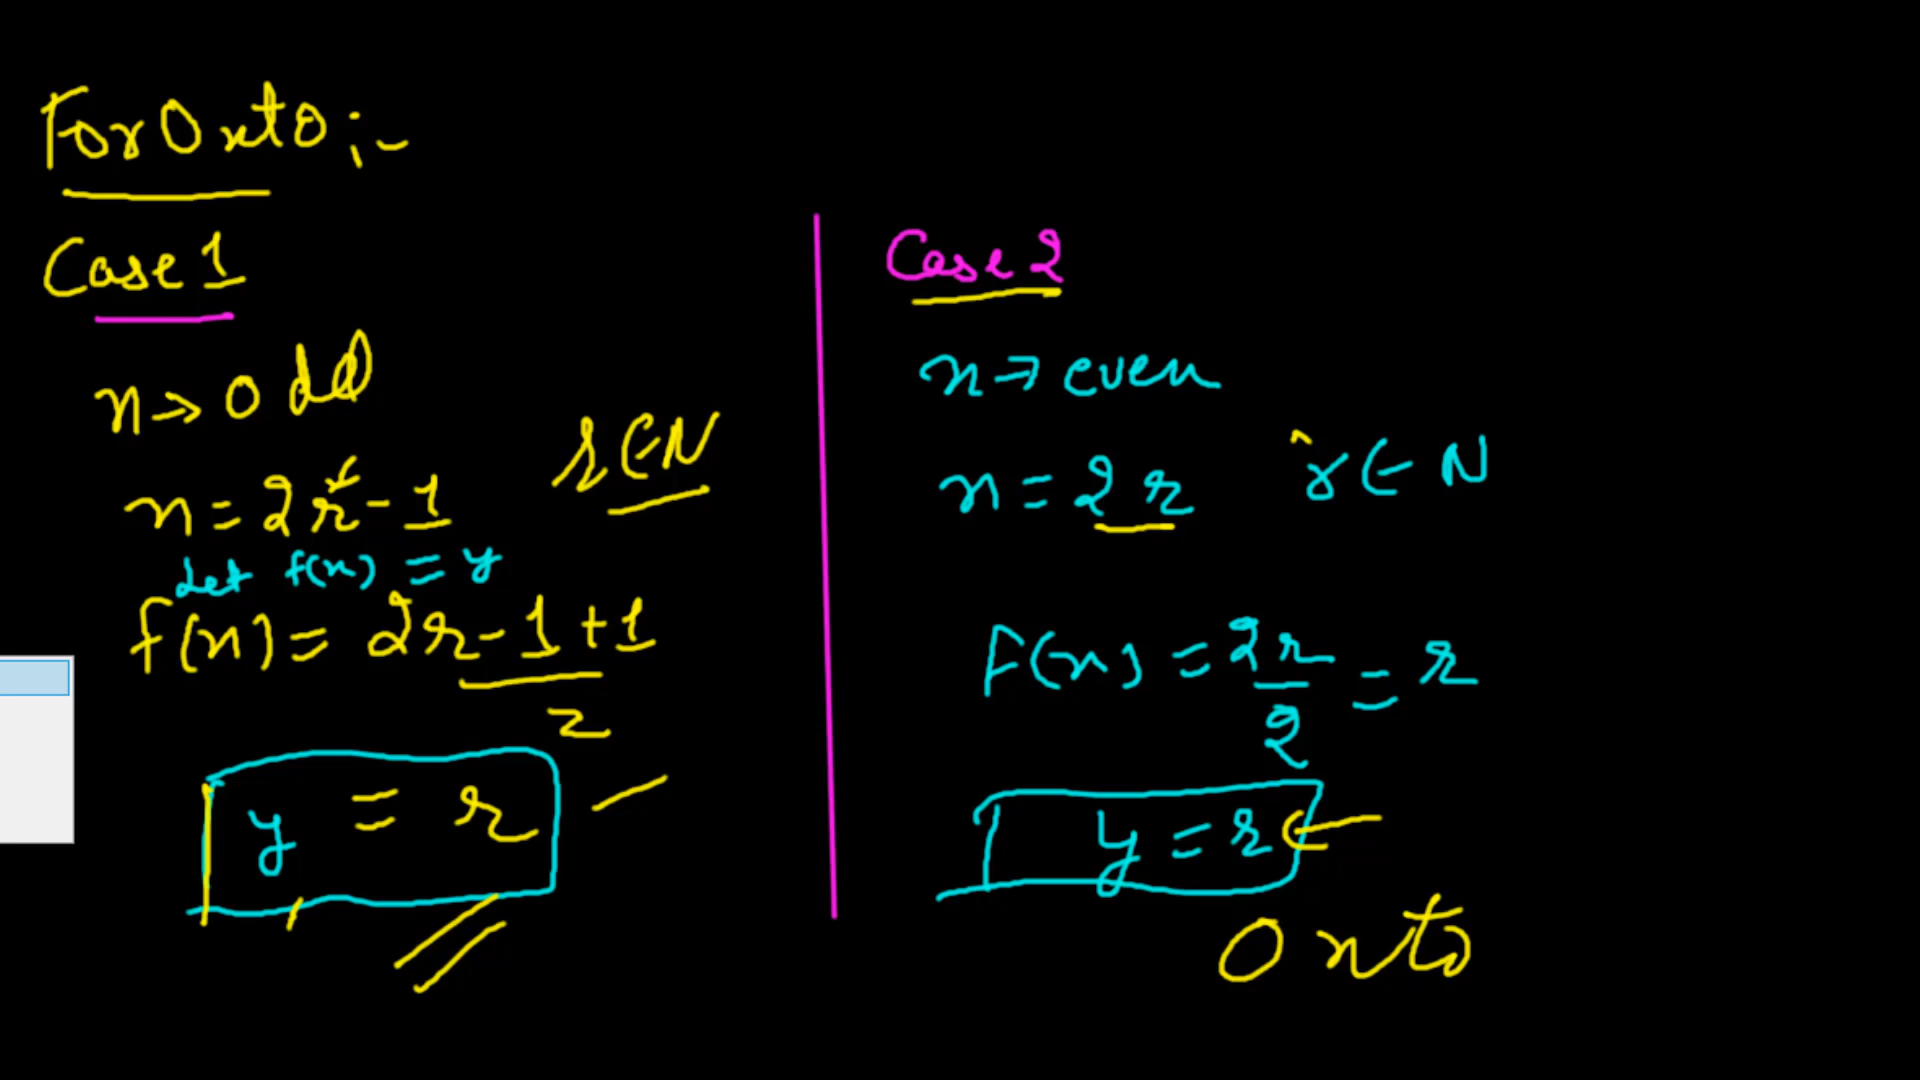 For Onto :-
Case 1
n → odd
n = 2r - 1 r ∈ N
Let f(n) = y
f(n) = 2r - 1 + 1
2
y = r
Case 2
n → even
n = 2r r ∈ N
F(n) = 2r/2 = r
y = r
Onto